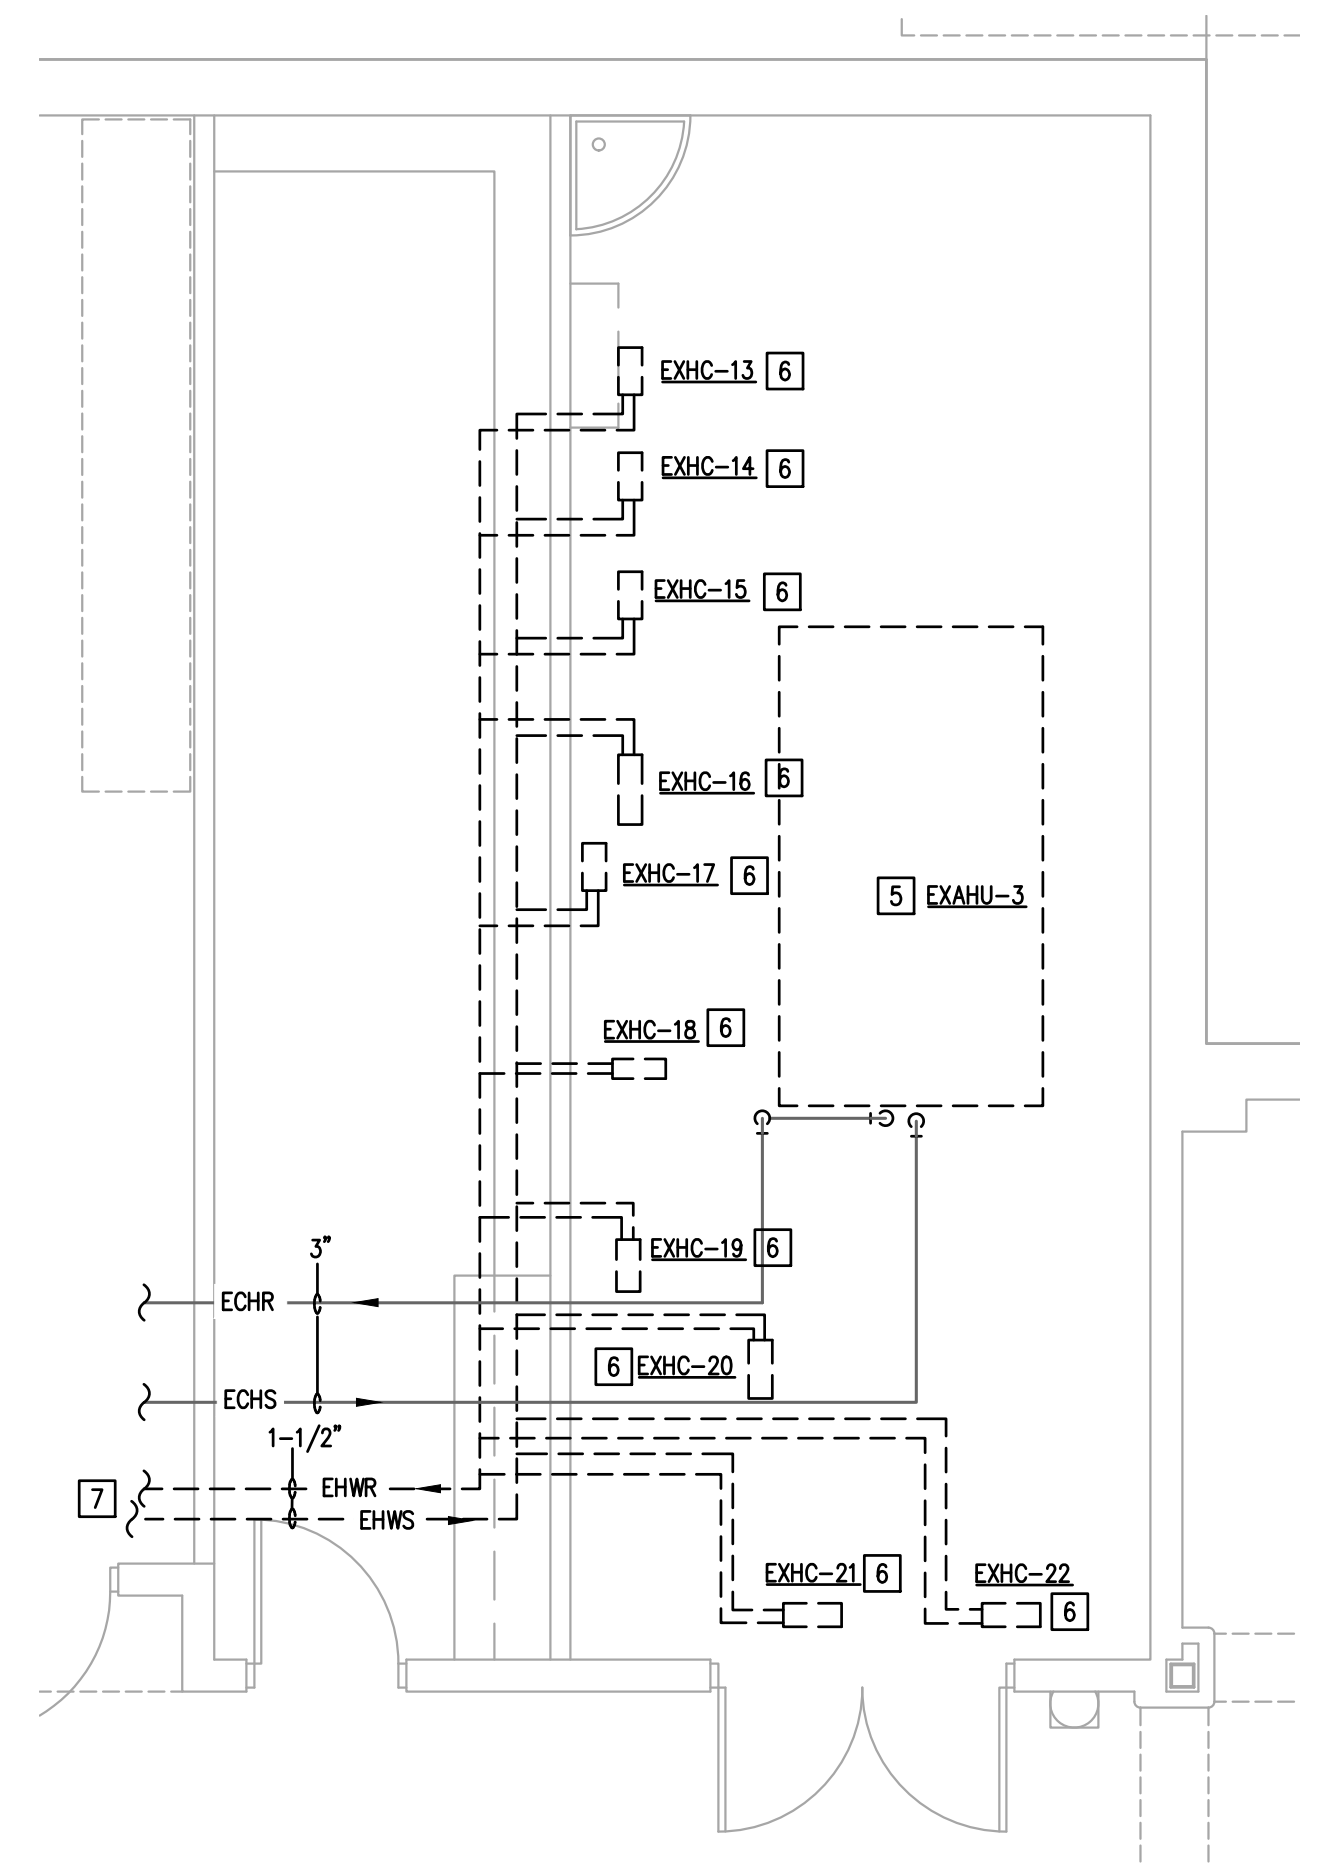 EXHC-13 6
EXHC-14 6
EXHC-15 6
EXHC-16 6
EXHC-17 6
5 EXAHU-3
EXHC-18 6
EXHC-19 6
3"
ECHR
6 EXHC-20
ECHS
1-1/2"
7
EHWR
EHWS
EXHC-21 6
EXHC-22
6